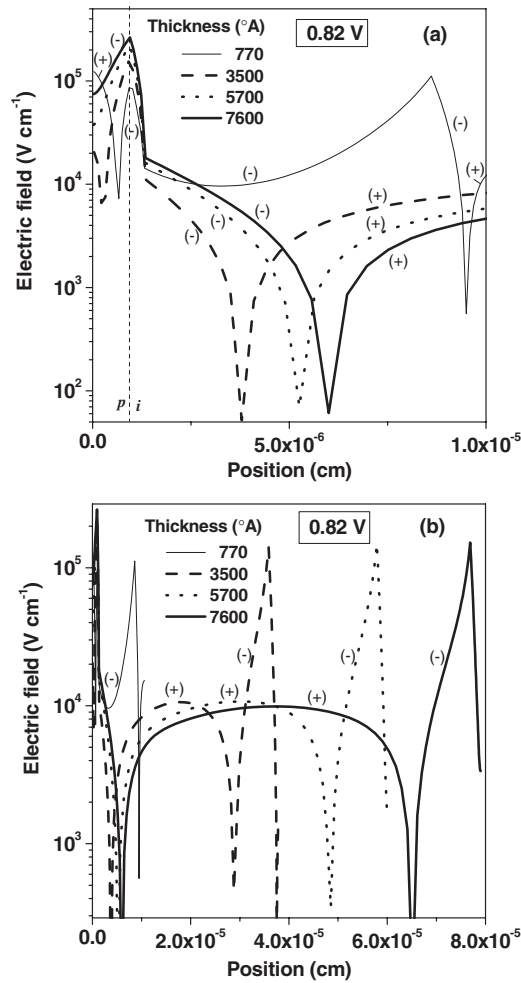 Thickness (°A)
770
3500
5700
7600
0.82 V
(a)
(+)
(-)
(-)
(-)
(-)
(+)
(-)
(+)
(-)
(-)
(+)
(+)
10⁵
10⁴
10³
10²
Electric field (V cm⁻¹)
p i
0.0
5.0x10⁻⁶
1.0x10⁻⁵
Position (cm)
Thickness (°A)
770
3500
5700
7600
0.82 V
(b)
(-)
(+)
(-)
(+)
(-)
(+)
(-)
10⁵
10⁴
10³
Electric field (V cm⁻¹)
0.0
2.0x10⁻⁵
4.0x10⁻⁵
6.0x10⁻⁵
8.0x10⁻⁵
Position (cm)